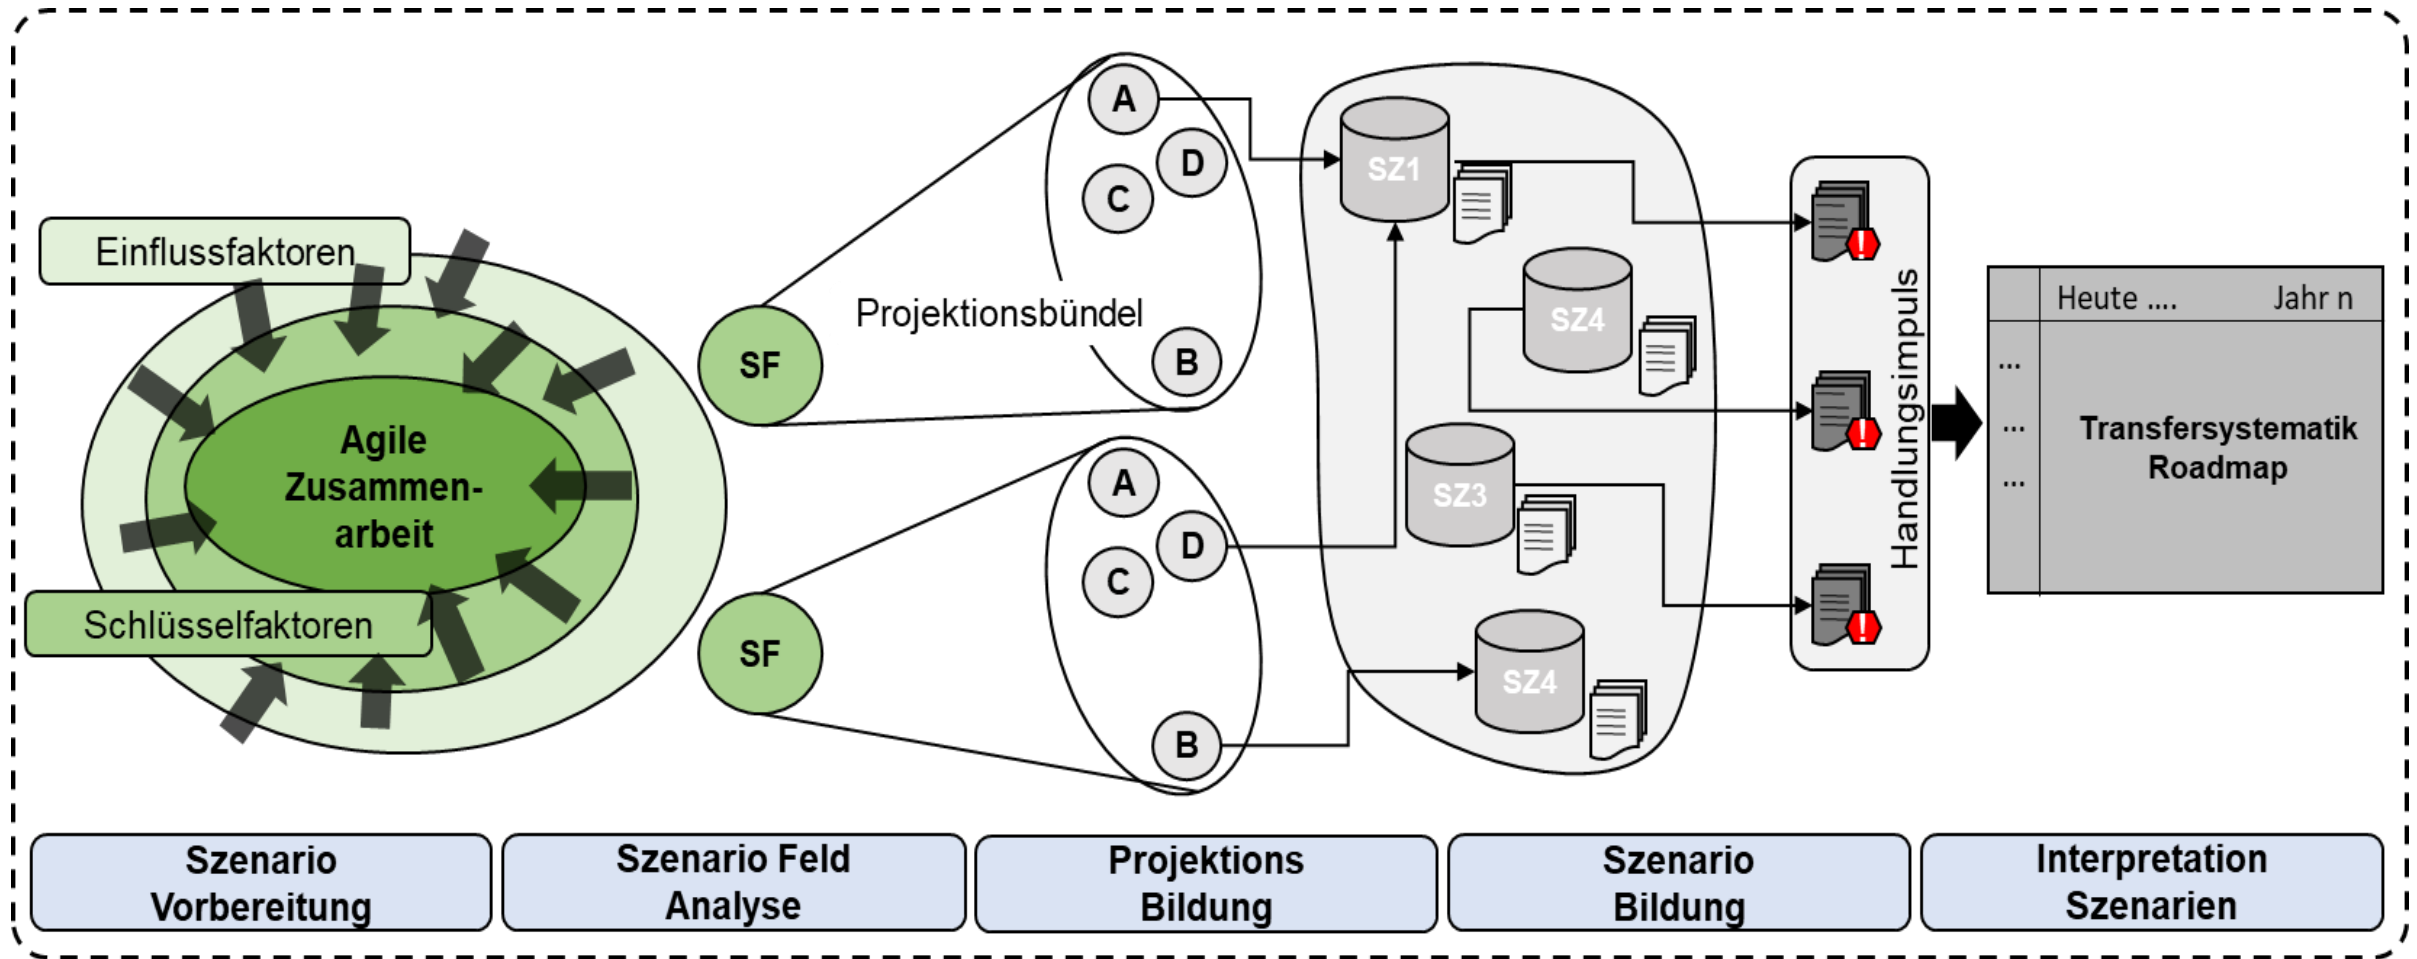 Einflussfaktoren
Agile
Zusammen-
arbeit
Schlüsselfaktoren
SF
SF
A
D
C
Projektionsbündel
B
A
D
C
B
SZ1
SZ4
SZ3
SZ4
!
!
!
Handlungsimpuls
Heute .... Jahr n
...
...
...
Transfersystematik
Roadmap
Szenario
Vorbereitung
Szenario Feld
Analyse
Projektions
Bildung
Szenario
Bildung
Interpretation
Szenarien